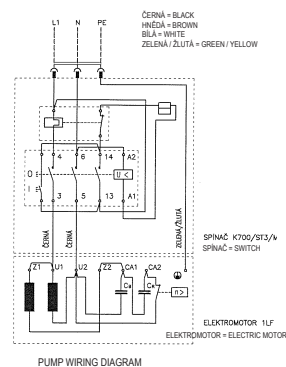 ČERNÁ = BLACK
HNĚDÁ = BROWN
BÍLÁ = WHITE
ZELENÁ / ŽLUTÁ = GREEN / YELLOW
L1 N PE
4 6 14 A2
0
I
U <
3 5 13 A1
ČERNÁ
ČERNÁ
ZELENÁ/ŽLUTÁ
SPINAČ K700/ST3/M
SPÍNAČ = SWITCH
Z1 U1 U2 Z2 CA1 CA2
n>
ELEKTROMOTOR 1LF
ELEKTROMOTOR = ELECTRIC MOTOR
PUMP WIRING DIAGRAM